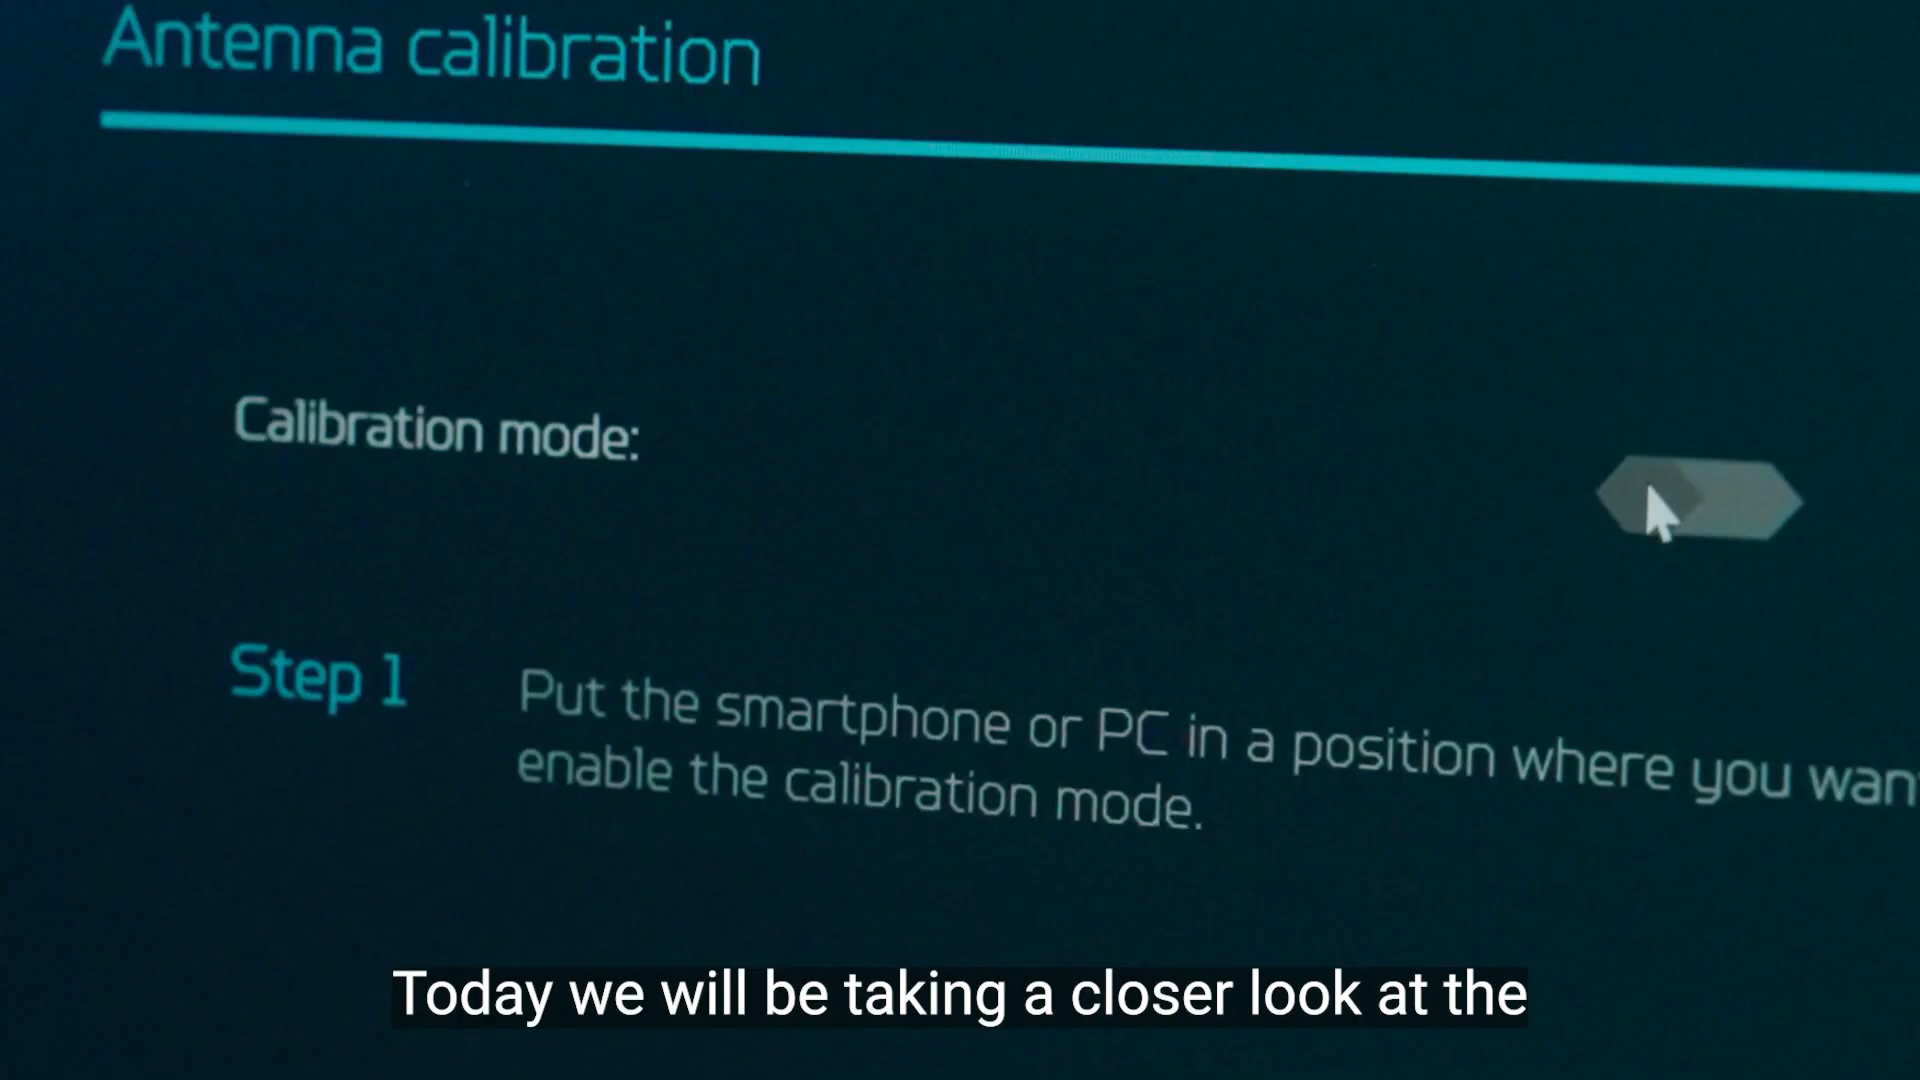 Antenna calibration
Calibration mode:
Step 1
Put the smartphone or PC in a position where you
enable the calibration mode.
Today we will be taking a closer look at the